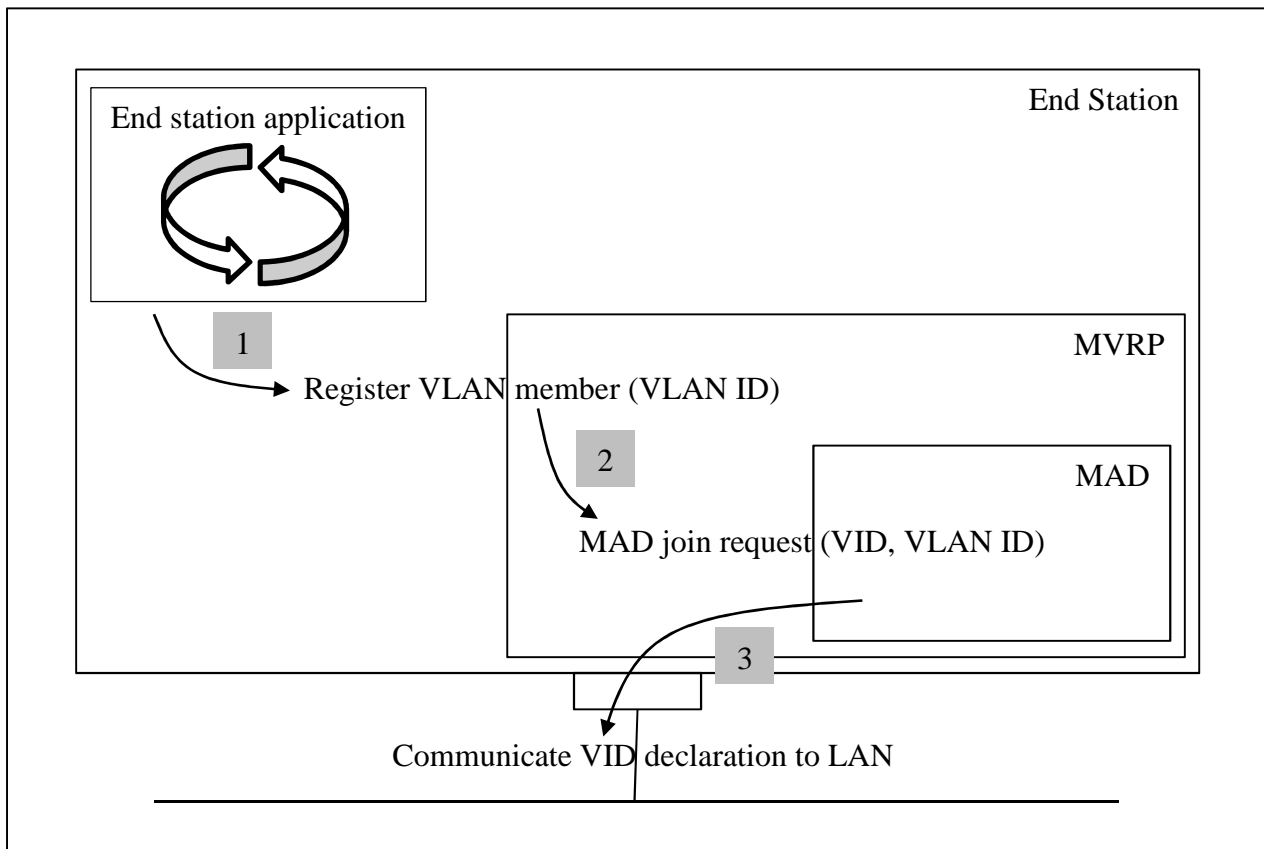 End Station
End station application
1
MVRP
Register VLAN member (VLAN ID)
2
MAD
MAD join request (VID, VLAN ID)
3
Communicate VID declaration to LAN